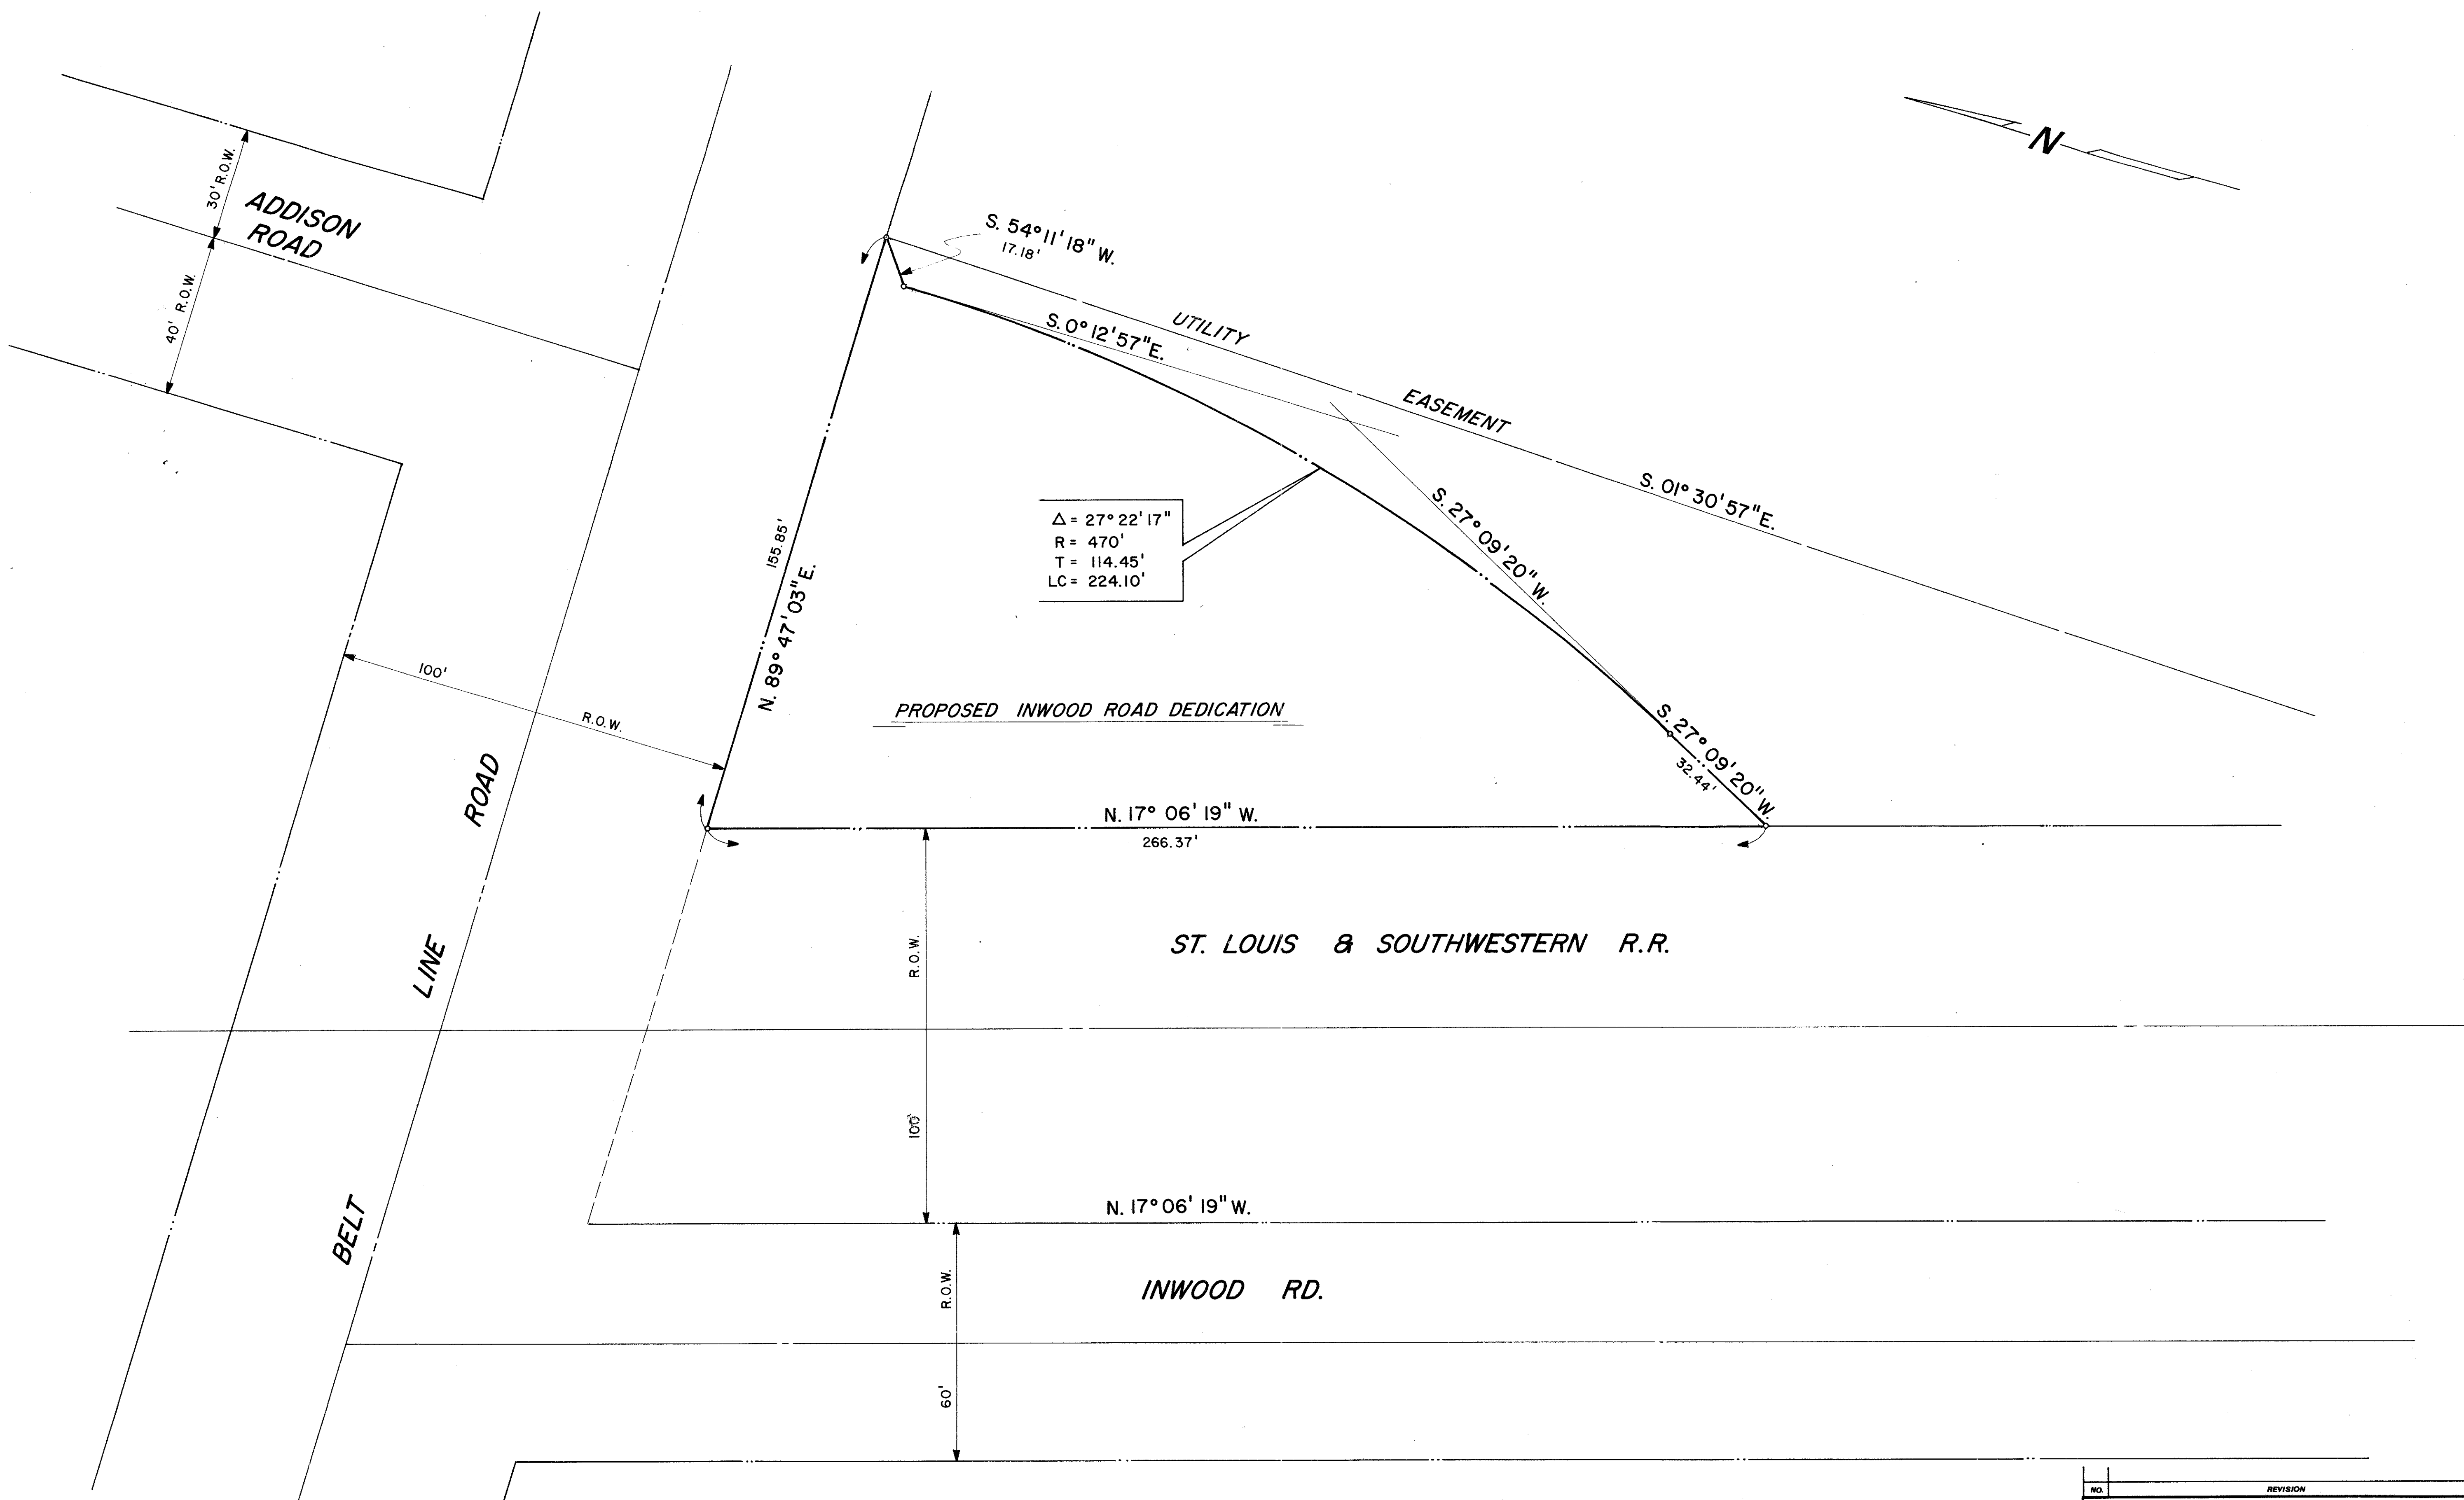 N
30' R.O.W.
ADDISON
ROAD
40' R.O.W.
S. 54° 11' 18" W.
17.18'
S. 0° 12' 57" E.
UTILITY
EASEMENT
S. 01° 30' 57" E.
S. 27° 09' 20" W.
155.85'
N. 89° 47' 03" E.
Δ = 27° 22' 17"
R = 470'
T = 114.45'
LC = 224.10'
100'
R.O.W.
PROPOSED INWOOD ROAD DEDICATION
S. 27° 09' 20" W.
32.44'
N. 17° 06' 19" W.
266.37'
BELT LINE ROAD
R.O.W.
100'
ST. LOUIS & SOUTHWESTERN R.R.
N. 17° 06' 19" W.
R.O.W.
60'
INWOOD RD.
NO. REVISION